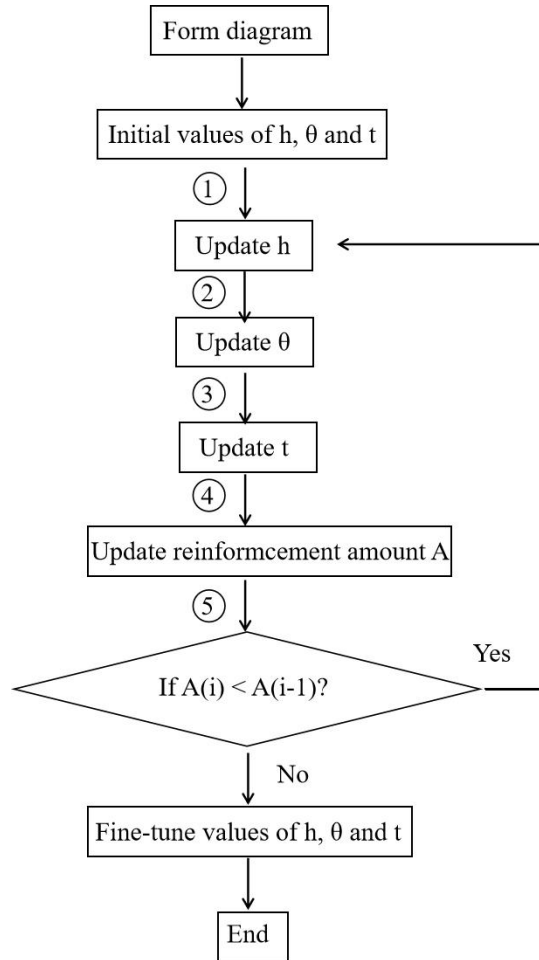 Form diagram
Initial values of h, θ and t
①
Update h
②
Update θ
③
Update t
④
Update reinformcement amount A
⑤
Yes
If A(i) < A(i-1)?
No
Fine-tune values of h, θ and t
End